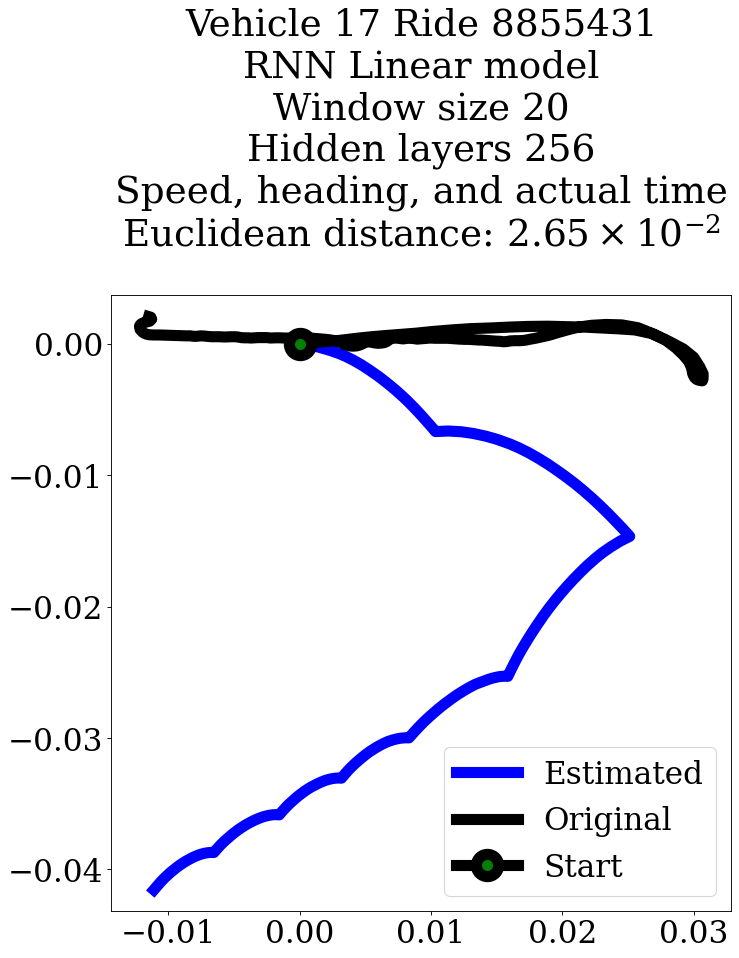 Vehicle 17 Ride 8855431
RNN Linear model
Window size 20
Hidden layers 256
Speed, heading, and actual time
Euclidean distance: 2.65 × 10⁻²
0.00
−0.01
−0.02
−0.03
−0.04
Estimated
Original
Start
−0.01 0.00 0.01 0.02 0.03